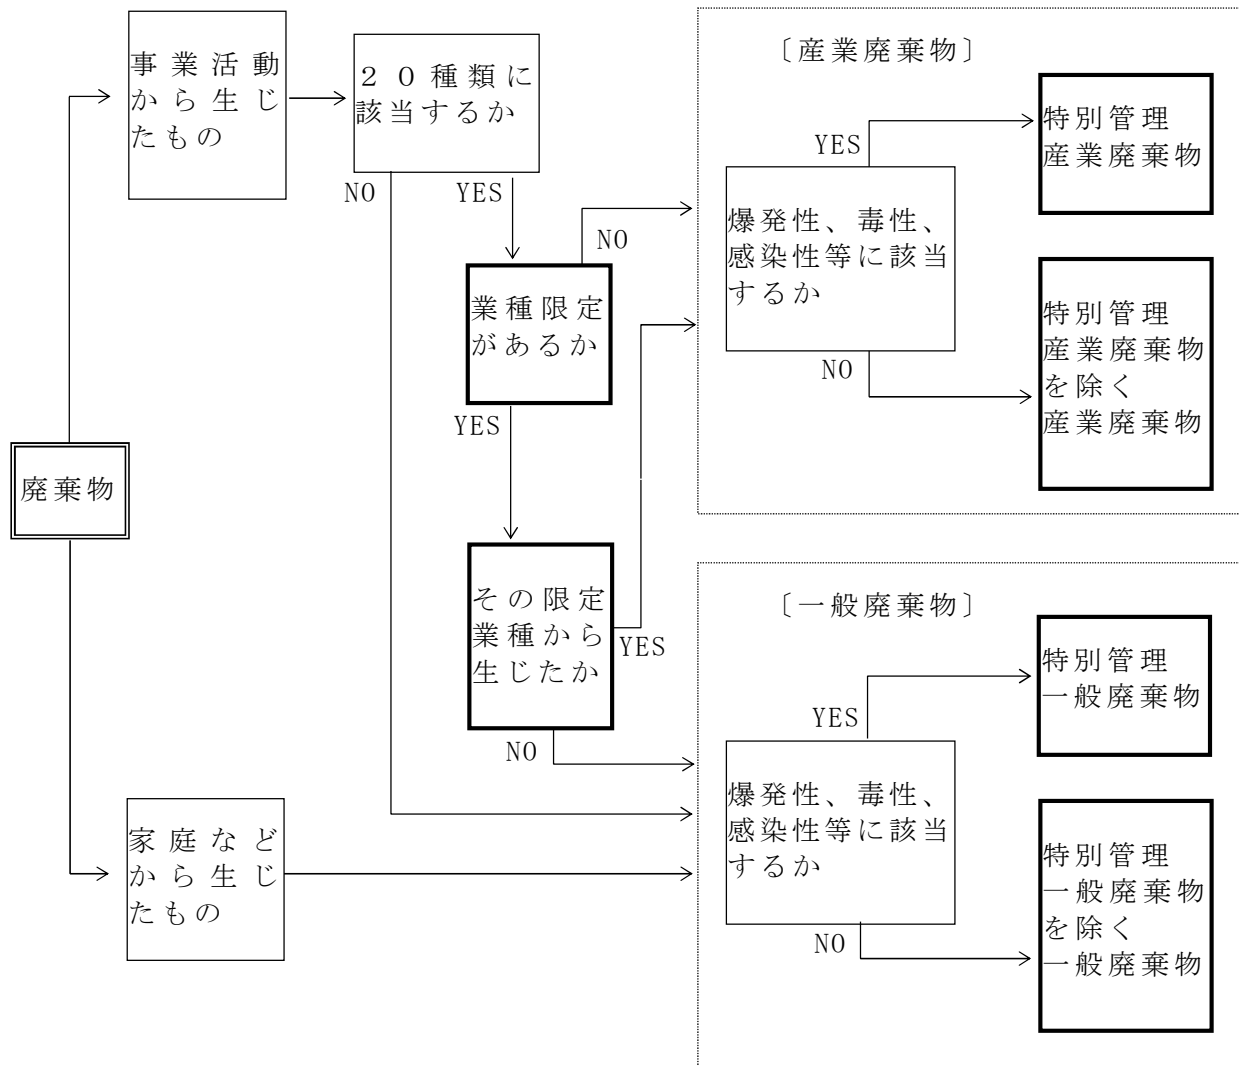 〔産業廃棄物〕
事業活動
から生じ
たもの
２０種類に
該当するか
特別管理
産業廃棄物
YES
NO
YES
爆発性、毒性、
感染性等に該当
するか
NO
業種限定
があるか
特別管理
産業廃棄物
を除く
産業廃棄物
NO
YES
廃棄物
その限定
業種から
生じたか
YES
NO
〔一般廃棄物〕
特別管理
一般廃棄物
YES
爆発性、毒性、
感染性等に該当
するか
NO
家庭など
から生じ
たもの
特別管理
一般廃棄物
を除く
一般廃棄物